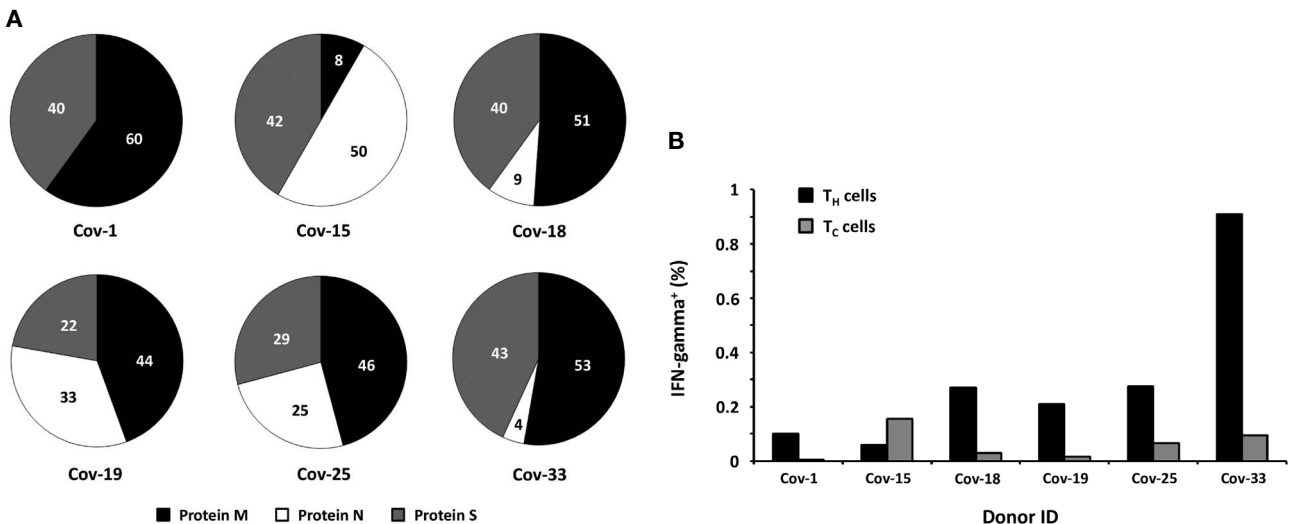 A
40
60
Cov-1
8
42
50
Cov-15
40
51
9
Cov-18
22
44
33
Cov-19
29
46
25
Cov-25
43
53
4
Cov-33
Protein M Protein N Protein S
B
IFN-gamma⁺ (%)
1
0.8
0.6
0.4
0.2
0
T_H cells
T_C cells
Cov-1 Cov-15 Cov-18 Cov-19 Cov-25 Cov-33
Donor ID